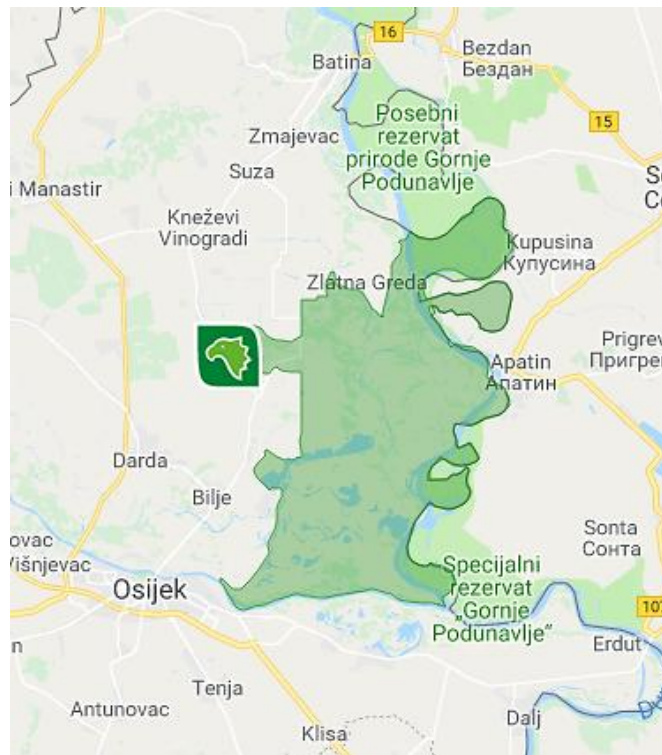 16
Bezdan
Бездан
Batina
15
Posebni
rezervat
prirode Gornje
Podunavlje
Zmajevac
Suza
i Manastir
Kneževi
Vinogradi
Kupusina
Купусина
Zlatna Greda
Prigrev
Пригре
Apatin
Апатин
Darda
Bilje
Sonta
Сонта
ovac
Višnjevac
Osijek
Specijalni
rezervat
„Gornje
Podunavlje"
107
Erdut
Tenja
Antunovac
Dalj
Klisa